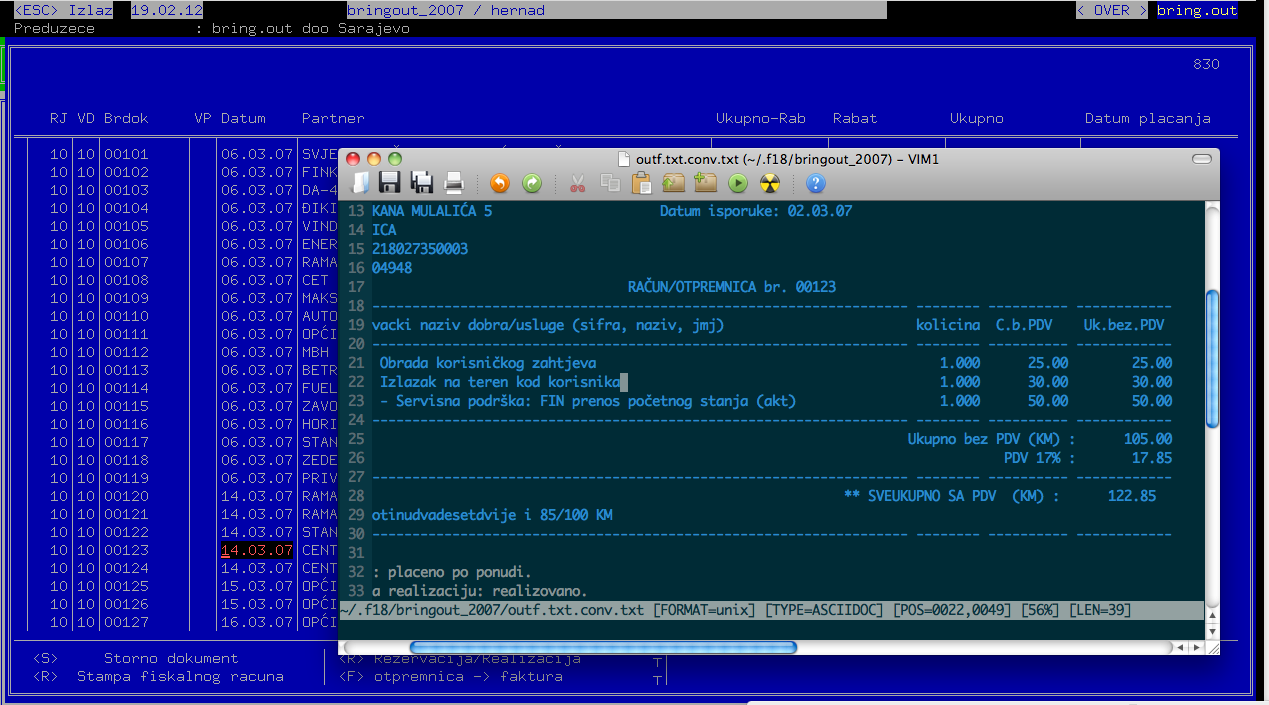 <ESC> Izlaz 19.02.12 bringout_2007 / hernad < OVER > bring.out
Preduzece : bring.out doo Sarajevo
830
RJ VD Brdok VP Datum Partner Ukupno-Rab Rabat Ukupno Datum placanja
10 10 00101 06.03.07 SVJE
10 10 00102 06.03.07 FINK
10 10 00103 06.03.07 DA-4
10 10 00104 06.03.07 ĐIKI
10 10 00105 06.03.07 VIND
10 10 00106 06.03.07 ENER
10 10 00107 06.03.07 RAMA
10 10 00108 06.03.07 CET
10 10 00109 06.03.07 MAKS
10 10 00110 06.03.07 AUTO
10 10 00111 06.03.07 OPĆI
10 10 00112 06.03.07 MBH
10 10 00113 06.03.07 BETR
10 10 00114 06.03.07 FUEL
10 10 00115 06.03.07 ZAVO
10 10 00116 06.03.07 HORI
10 10 00117 06.03.07 STAN
10 10 00118 06.03.07 ZEDE
10 10 00119 06.03.07 PRIV
10 10 00120 14.03.07 RAMA
10 10 00121 14.03.07 RAMA
10 10 00122 14.03.07 STAN
10 10 00123 14.03.07 CENT
10 10 00124 14.03.07 CENT
10 10 00125 15.03.07 OPĆI
10 10 00126 15.03.07 OPĆI
10 10 00127 16.03.07 OPĆI
<S> Storno dokument <R> Rezervacija/Realizacija
<R> Stampa fiskalnog racuna <F> otpremnica -> faktura
outf.txt.conv.txt (~/.f18/bringout_2007) – VIM1
13 KANA MULALIĆA 5 Datum isporuke: 02.03.07
14 ICA
15 218027350003
16 04948
17 RAČUN/OTPREMNICA br. 00123
18 ------------------------------------------------------------------- -------- ---------- ------------
19 vacki naziv dobra/usluge (sifra, naziv, jmj) kolicina C.b.PDV Uk.bez.PDV
20 ------------------------------------------------------------------- -------- ---------- ------------
21 Obrada korisničkog zahtjeva 1.000 25.00 25.00
22 Izlazak na teren kod korisnika 1.000 30.00 30.00
23 - Servisna podrška: FIN prenos početnog stanja (akt) 1.000 50.00 50.00
24 ------------------------------------------------------------------- -------- ---------- ------------
25 Ukupno bez PDV (KM) : 105.00
26 PDV 17% : 17.85
27 ------------------------------------------------------------------- -------- ---------- ------------
28 ** SVEUKUPNO SA PDV (KM) : 122.85
29 otinudvadesetdvije i 85/100 KM
30 ------------------------------------------------------------------- -------- ---------- ------------
31
32 : placeno po ponudi.
33 a realizaciju: realizovano.
~/.f18/bringout_2007/outf.txt.conv.txt [FORMAT=unix] [TYPE=ASCIIDOC] [POS=0022,0049] [56%] [LEN=39]